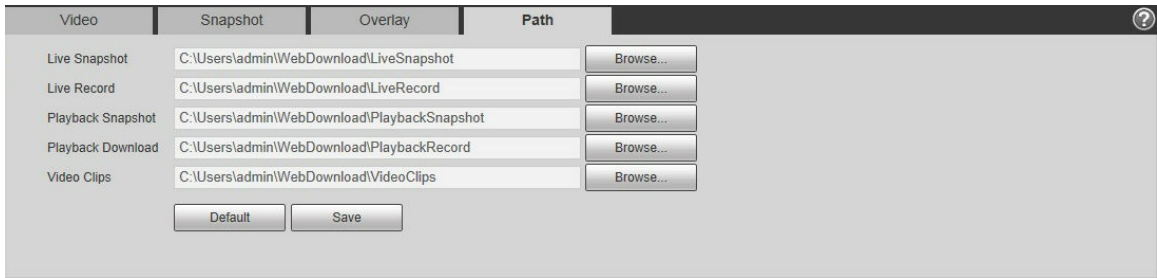 Video Snapshot Overlay Path ?
Live Snapshot C:\Users\admin\WebDownload\LiveSnapshot Browse...
Live Record C:\Users\admin\WebDownload\LiveRecord Browse...
Playback Snapshot C:\Users\admin\WebDownload\PlaybackSnapshot Browse...
Playback Download C:\Users\admin\WebDownload\PlaybackRecord Browse...
Video Clips C:\Users\admin\WebDownload\VideoClips Browse...
Default Save